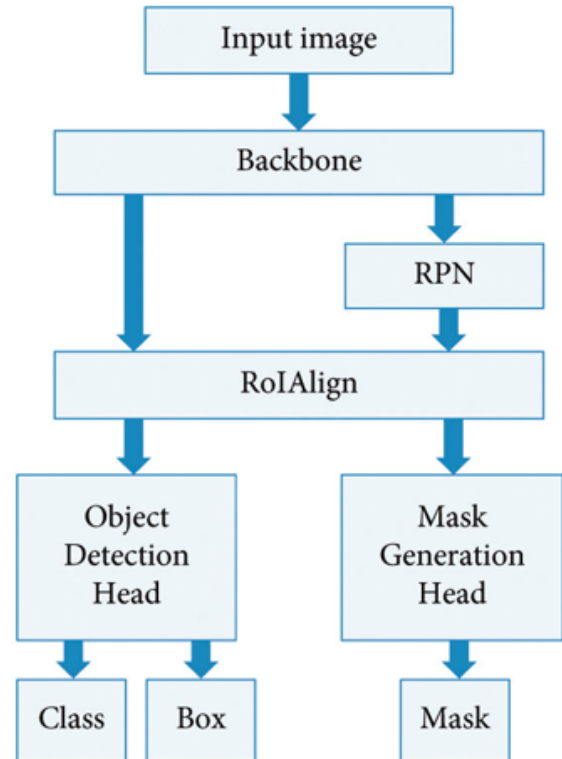 Input image
Backbone
RPN
RoIAlign
Object
Detection
Head
Mask
Generation
Head
Class
Box
Mask